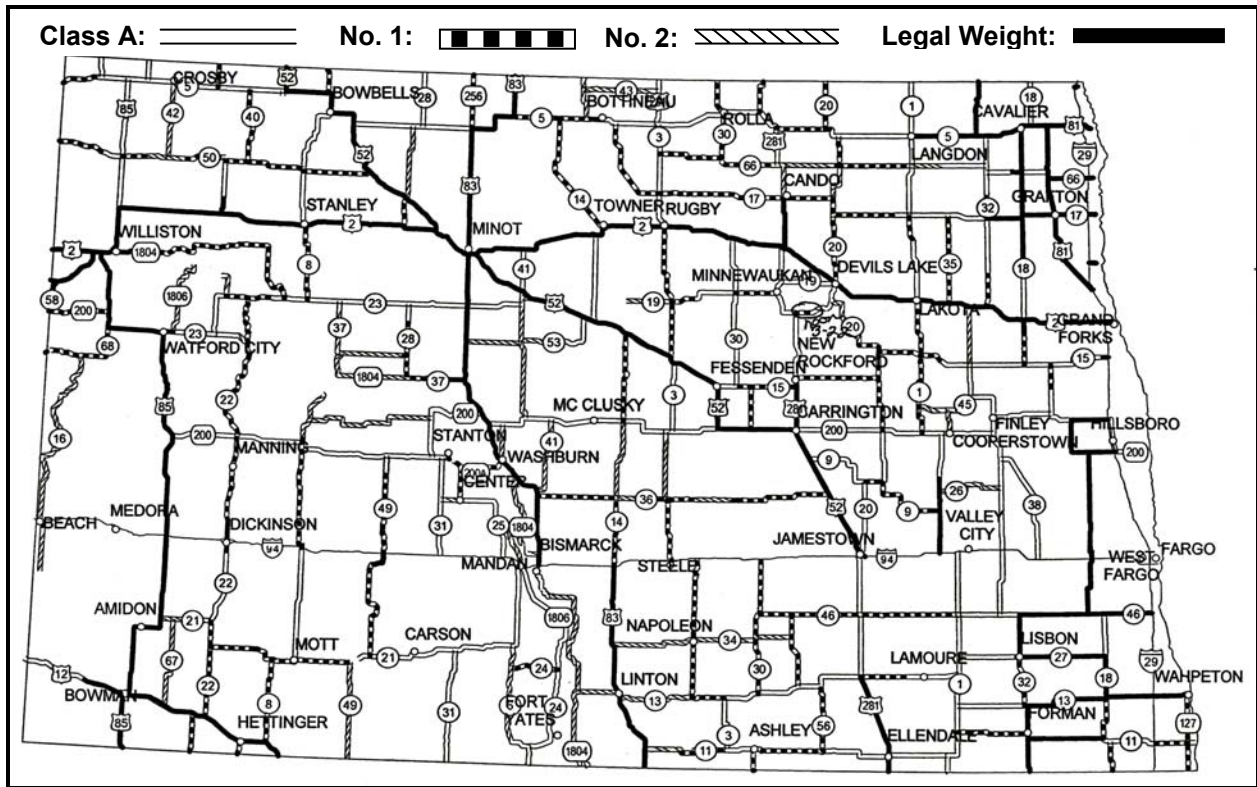 Class A: No. 1: No. 2: Legal Weight:
CROSBY 52 BOWBELLS 28 256 83 43 BOTTINEAU 20 1 18 CAVALIER
5 85 42 40 5 3 30 ROLLA 281 5 81
52 LANGDON 29
50 66 66
83 14 17 CANDO 32 GRAFTON 17
STANLEY TOWNER RUGBY
WILLISTON 2 MINOT 2 20 35 18 81
2 1804 8 41 MINNEWAUKAN 19 DEVILS LAKE
58 1806 23 52 19 LAKOTA
200 23 37 28 53 30 20 2 GRAND FORKS
68 WATFORD CITY NEW ROCKFORD
1804 37 FESSENDEN 15 1 15
22 3 45
85 200 MC CLUSKY 52 281 CARRINGTON FINLEY HILLSBORO
16 200 STANTON 41 200 COOPERSTOWN 200
MANNING WASHBURN 9
200A CENTER 36 26
MEDORA 49 31 25 1804 14 52 20 9 38
BEACH DICKINSON VALLEY CITY
94 BISMARCK JAMESTOWN
MANDAN STEELE 94 WEST FARGO FARGO
22
AMIDON 21 1806 83 46 46
MOTT CARSON NAPOLEON 34 LISBON
67 21 24 30 LAMOURE 27 29
12 22 LINTON 1 32 18 WAHPETON
BOWMAN 8 49 6 24 13 281 13
85 HETTINGER 31 FORT YATES 3 56 FORMAN 127
1804 11 ASHLEY ELLENDALE 11